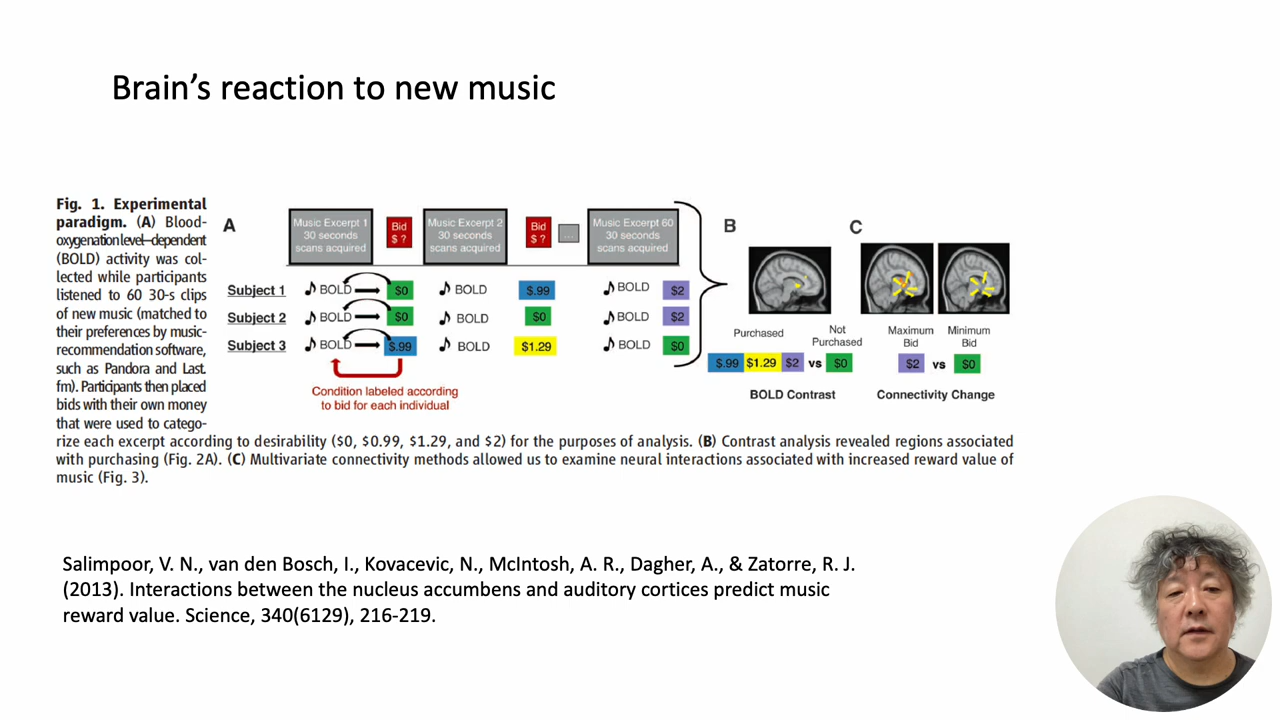 Brain’s reaction to new music
Fig. 1. Experimental
paradigm. (A) Blood-
oxygenation level–dependent
(BOLD) activity was col-
lected while participants
listened to 60 30-s clips
of new music (matched to
their preferences by music-
recommendation software,
such as Pandora and Last.
fm). Participants then placed
bids with their own money
that were used to catego-
rize each excerpt according to desirability ($0, $0.99, $1.29, and $2) for the purposes of analysis. (B) Contrast analysis revealed regions associated
with purchasing (Fig. 2A). (C) Multivariate connectivity methods allowed us to examine neural interactions associated with increased reward value of
music (Fig. 3).
A
Music Excerpt 1
30 seconds
scans acquired
Bid
$ ?
Music Excerpt 2
30 seconds
scans acquired
Bid
$ ?
...
Music Excerpt 60
30 seconds
scans acquired
Subject 1 BOLD $0 BOLD $.99 BOLD $2
Subject 2 BOLD $0 BOLD $0 BOLD $2
Subject 3 BOLD $.99 BOLD $1.29 BOLD $0
Condition labeled according
to bid for each individual
B
Purchased
Not
Purchased
$.99 $1.29 $2 vs $0
BOLD Contrast
C
Maximum
Bid
Minimum
Bid
$2 vs $0
Connectivity Change
Salimpoor, V. N., van den Bosch, I., Kovacevic, N., McIntosh, A. R., Dagher, A., & Zatorre, R. J.
(2013). Interactions between the nucleus accumbens and auditory cortices predict music
reward value. Science, 340(6129), 216-219.